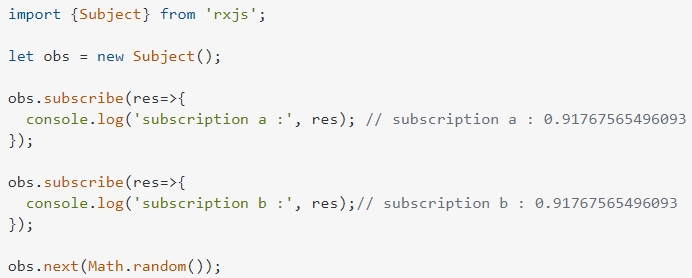 import {Subject} from 'rxjs';
let obs = new Subject();
obs.subscribe(res=>{
  console.log('subscription a :', res); // subscription a : 0.91767565496093
});
obs.subscribe(res=>{
  console.log('subscription b :', res);// subscription b : 0.91767565496093
});
obs.next(Math.random());